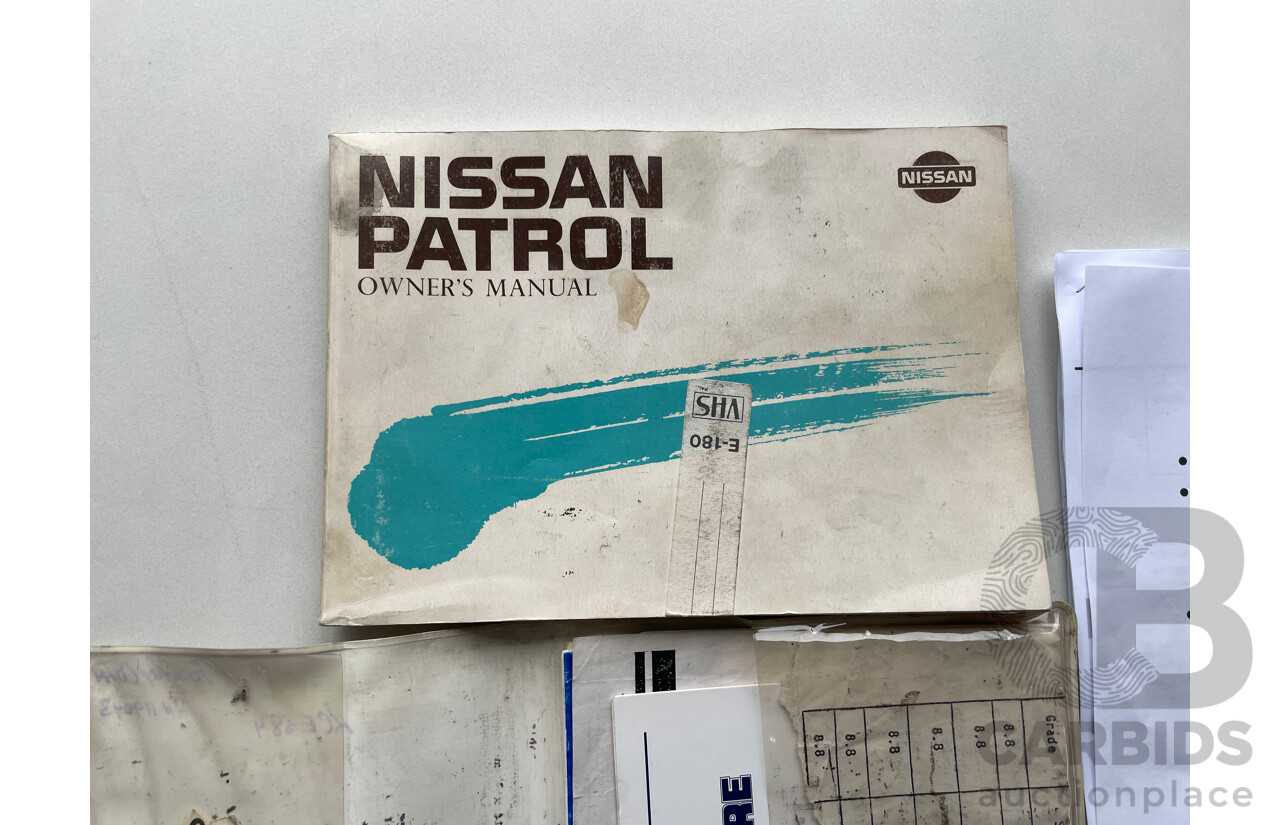 NISSAN
PATROL
OWNER'S MANUAL
NISSAN
VHS
E-180
Grade
8.8
8.8
8.8
8.8
8.8
8.8
CARBIDS
auctionplace